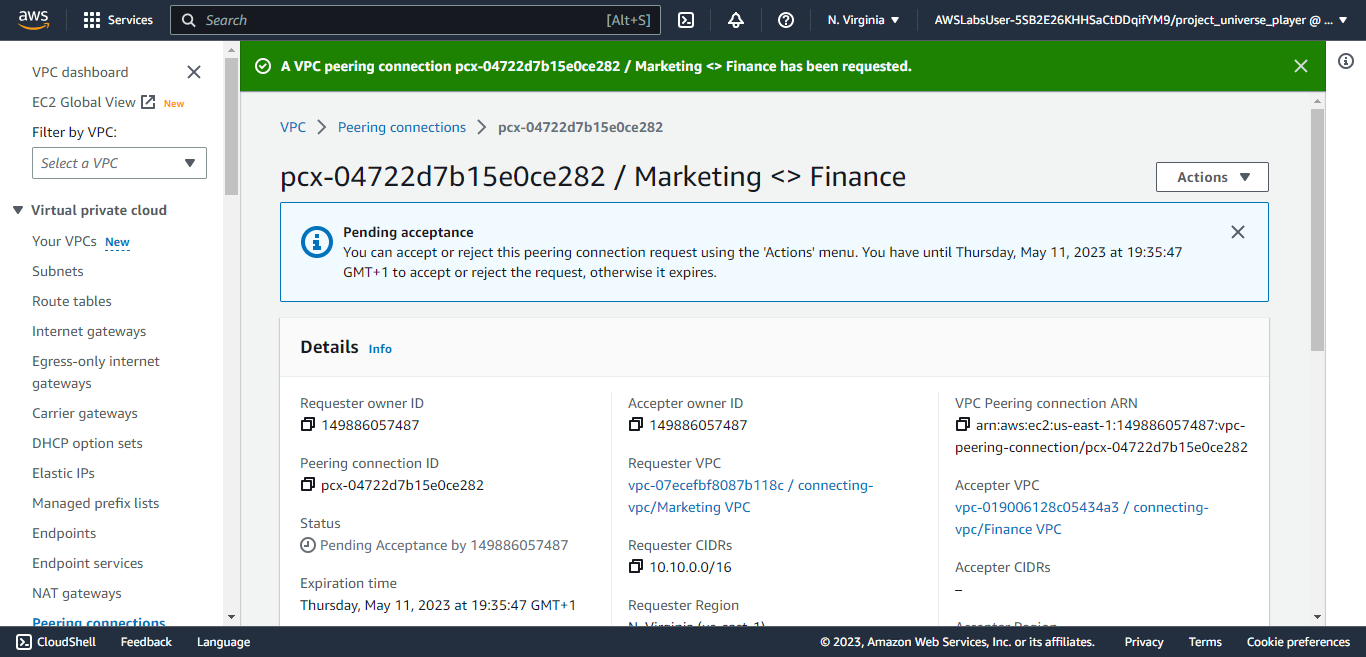 aws
Services
Search
[Alt+S]
N. Virginia
AWSLabsUser-5SB2E26KHHSaCtDDqifYM9/project_universe_player @ ...
VPC dashboard
EC2 Global View New
Filter by VPC:
Select a VPC
Virtual private cloud
Your VPCs New
Subnets
Route tables
Internet gateways
Egress-only internet
gateways
Carrier gateways
DHCP option sets
Elastic IPs
Managed prefix lists
Endpoints
Endpoint services
NAT gateways
Peering connections
A VPC peering connection pcx-04722d7b15e0ce282 / Marketing <> Finance has been requested.
VPC
Peering connections
pcx-04722d7b15e0ce282
pcx-04722d7b15e0ce282 / Marketing <> Finance
Actions
Pending acceptance
You can accept or reject this peering connection request using the 'Actions' menu. You have until Thursday, May 11, 2023 at 19:35:47
GMT+1 to accept or reject the request, otherwise it expires.
Details Info
Requester owner ID
149886057487
Peering connection ID
pcx-04722d7b15e0ce282
Status
Pending Acceptance by 149886057487
Expiration time
Thursday, May 11, 2023 at 19:35:47 GMT+1
Accepter owner ID
149886057487
Requester VPC
vpc-07ecefbf8087b118c / connecting-
vpc/Marketing VPC
Requester CIDRs
10.10.0.0/16
Requester Region
N. Virginia (us-east-1)
VPC Peering connection ARN
arn:aws:ec2:us-east-1:149886057487:vpc-
peering-connection/pcx-04722d7b15e0ce282
Accepter VPC
vpc-019006128c05434a3 / connecting-
vpc/Finance VPC
Accepter CIDRs
–
Accepter Region
CloudShell
Feedback
Language
© 2023, Amazon Web Services, Inc. or its affiliates.
Privacy
Terms
Cookie preferences